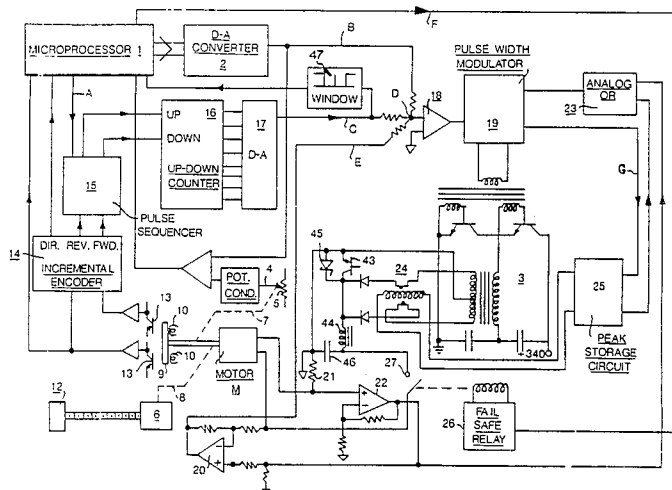 F
MICROPROCESSOR 1
D-A CONVERTER 2
B
47
WINDOW
PULSE WIDTH MODULATOR
19
ANALOG OR 23
A
D
18
UP
DOWN
16
UP-DOWN COUNTER
17
D-A
C
E
G
15
PULSE SEQUENCER
14
DIR. REV. FWD.
INCREMENTAL ENCODER
45
43
24
3
25
PEAK STORAGE CIRCUIT
POT. COND.
4
5
13
10
7
44
340
13
9
10
MOTOR M
46
21
27
12
6
8
22
20
26
FAIL SAFE RELAY